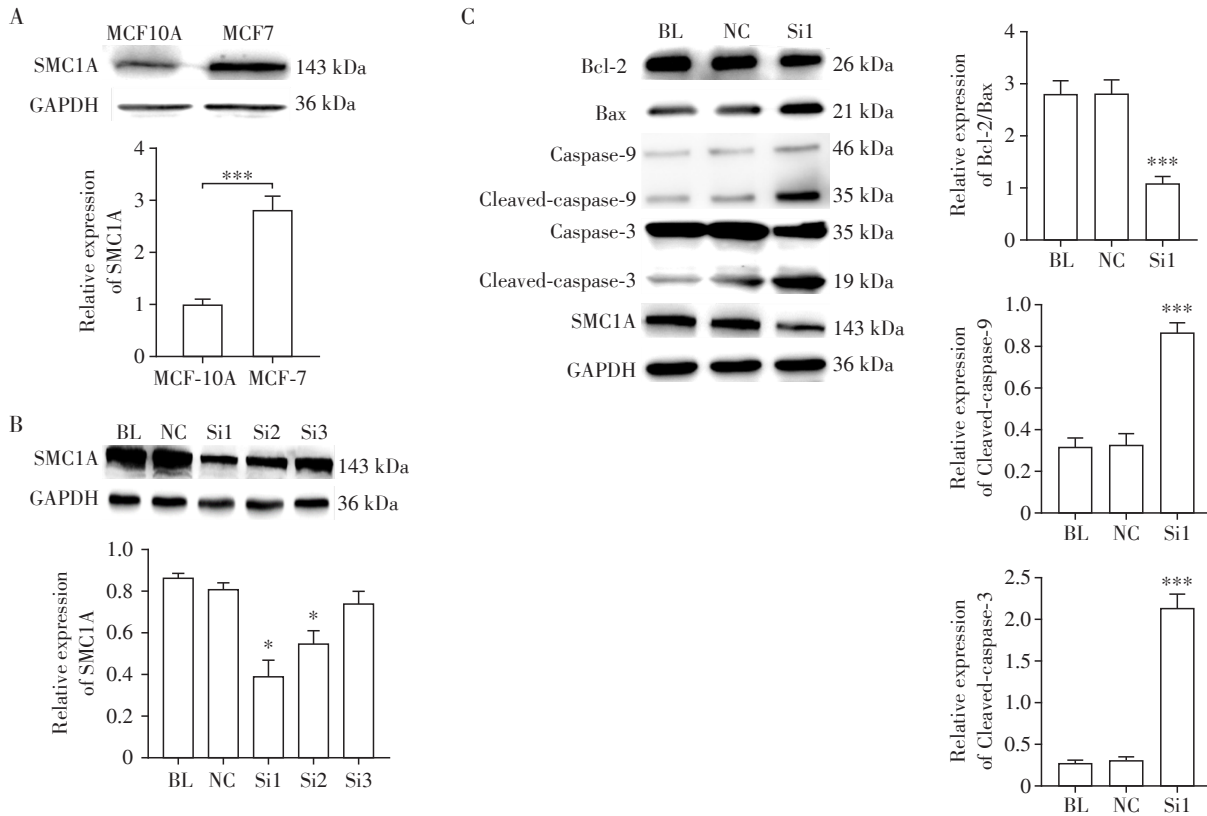 A
MCF10A MCF7
SMC1A 143 kDa
GAPDH 36 kDa
Relative expression
of SMC1A
4
3
2
1
0
***
MCF-10A MCF-7
B
BL NC Si1 Si2 Si3
SMC1A 143 kDa
GAPDH 36 kDa
Relative expression
of SMC1A
1.0
0.8
0.6
0.4
0.2
0
* *
BL NC Si1 Si2 Si3
C
BL NC Si1
Bcl-2 26 kDa
Bax 21 kDa
Caspase-9 46 kDa
Cleaved-caspase-9 35 kDa
Caspase-3 35 kDa
Cleaved-caspase-3 19 kDa
SMC1A 143 kDa
GAPDH 36 kDa
Relative expression
of Bcl-2/Bax
4
3
2
1
0
***
BL NC Si1
Relative expression
of Cleaved-caspase-9
1.0
0.8
0.6
0.4
0.2
0
***
BL NC Si1
Relative expression
of Cleaved-caspase-3
2.5
2.0
1.5
1.0
0.5
0
***
BL NC Si1